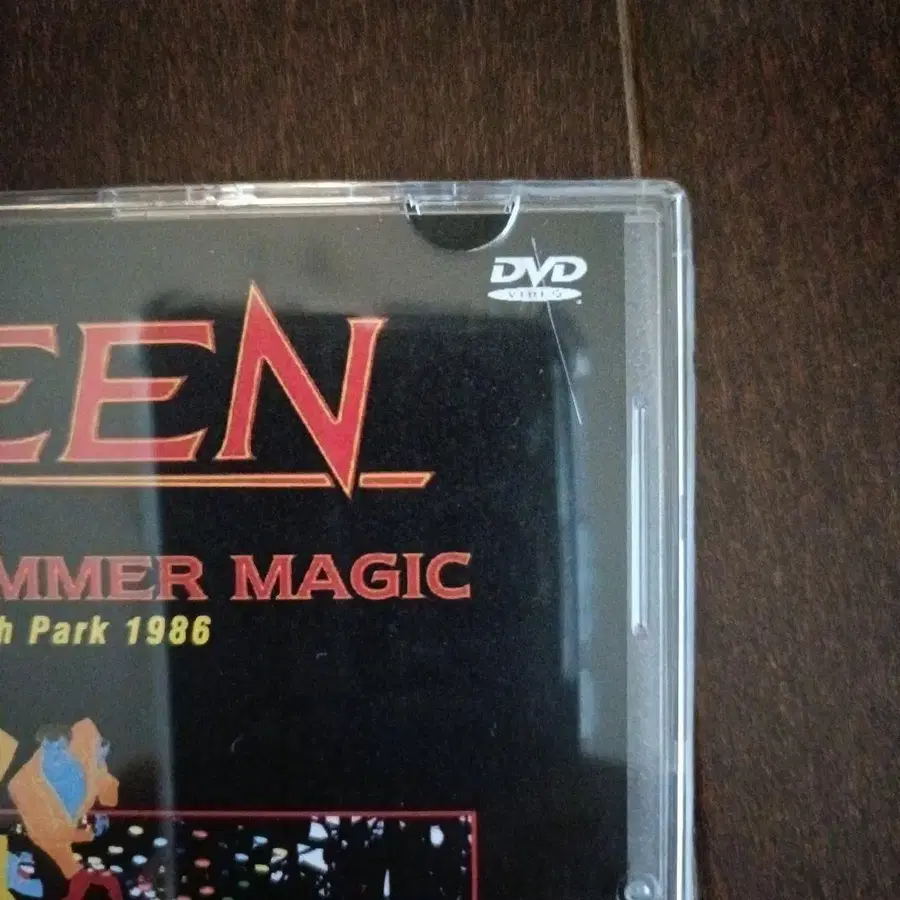 DVD
VIDEO
EEN
MMER MAGIC
h Park 1986